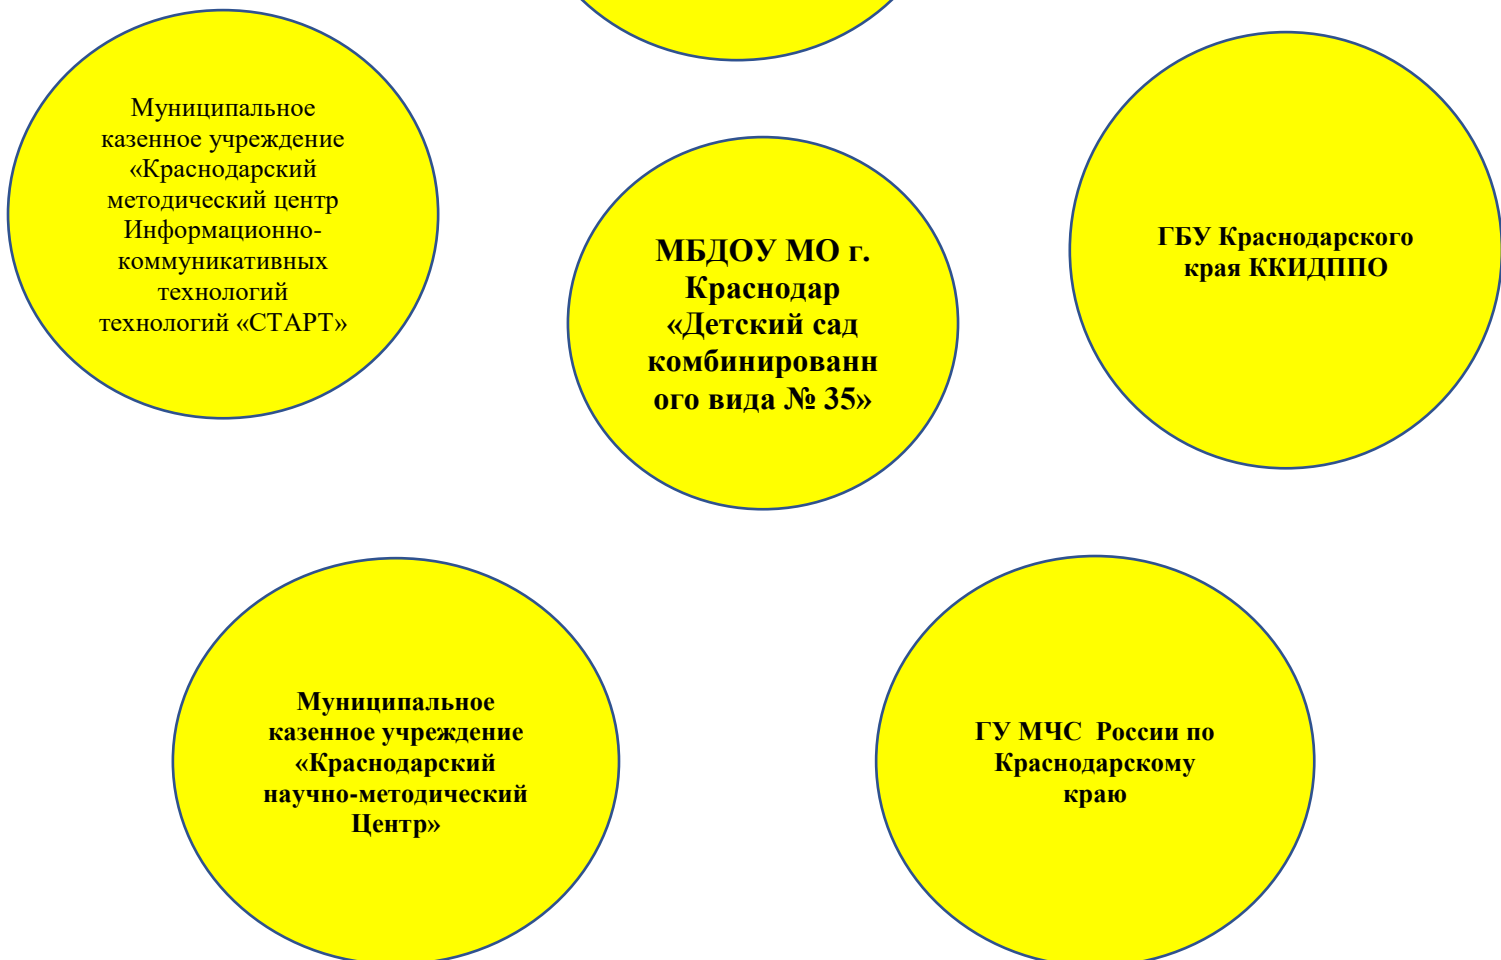 Муниципальное
казенное учреждение
«Краснодарский
методический центр
Информационно-
коммуникативных
технологий
технологий «СТАРТ»
МБДОУ МО г.
Краснодар
«Детский сад
комбинированн
ого вида № 35»
ГБУ Краснодарского
края ККИДППО
Муниципальное
казенное учреждение
«Краснодарский
научно-методический
Центр»
ГУ МЧС  России по
Краснодарскому
краю